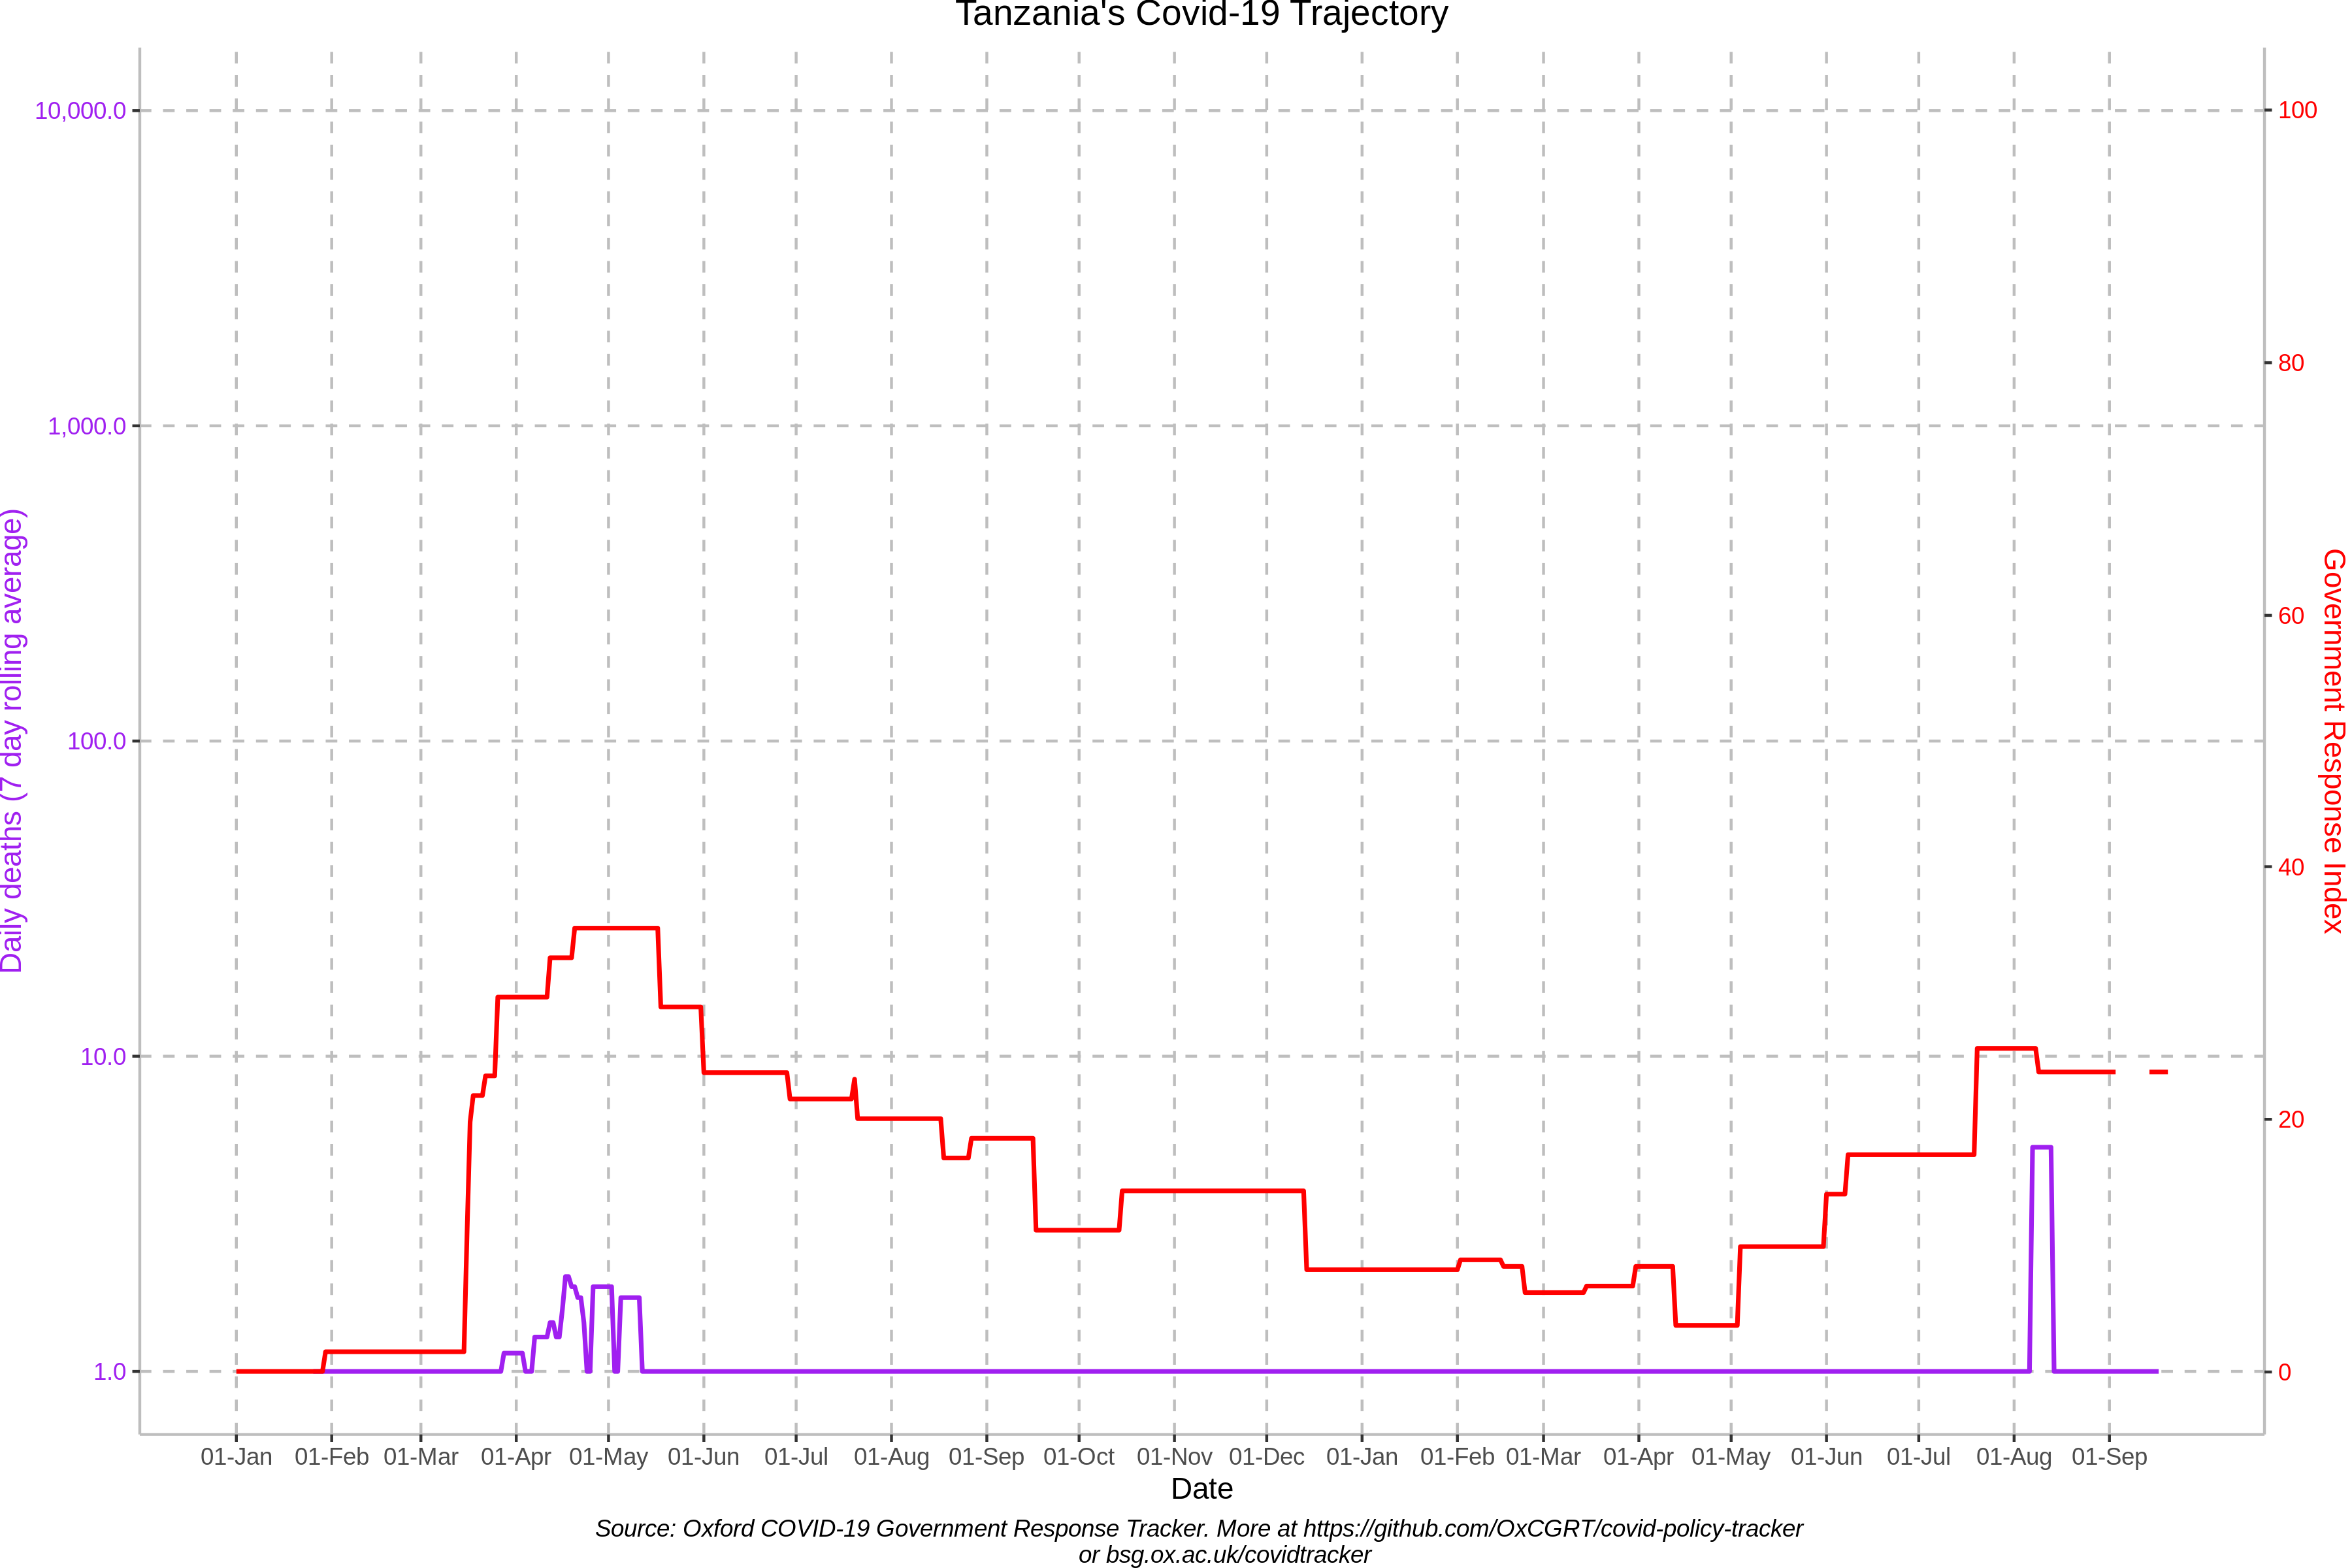 Tanzania's Covid-19 Trajectory
10,000.0
1,000.0
100.0
10.0
1.0
Daily deaths (7 day rolling average)
100
80
60
40
20
0
Government Response Index
01-Jan 01-Feb 01-Mar 01-Apr 01-May 01-Jun 01-Jul 01-Aug 01-Sep 01-Oct 01-Nov 01-Dec 01-Jan 01-Feb 01-Mar 01-Apr 01-May 01-Jun 01-Jul 01-Aug 01-Sep
Date
Source: Oxford COVID-19 Government Response Tracker. More at https://github.com/OxCGRT/covid-policy-tracker
or bsg.ox.ac.uk/covidtracker